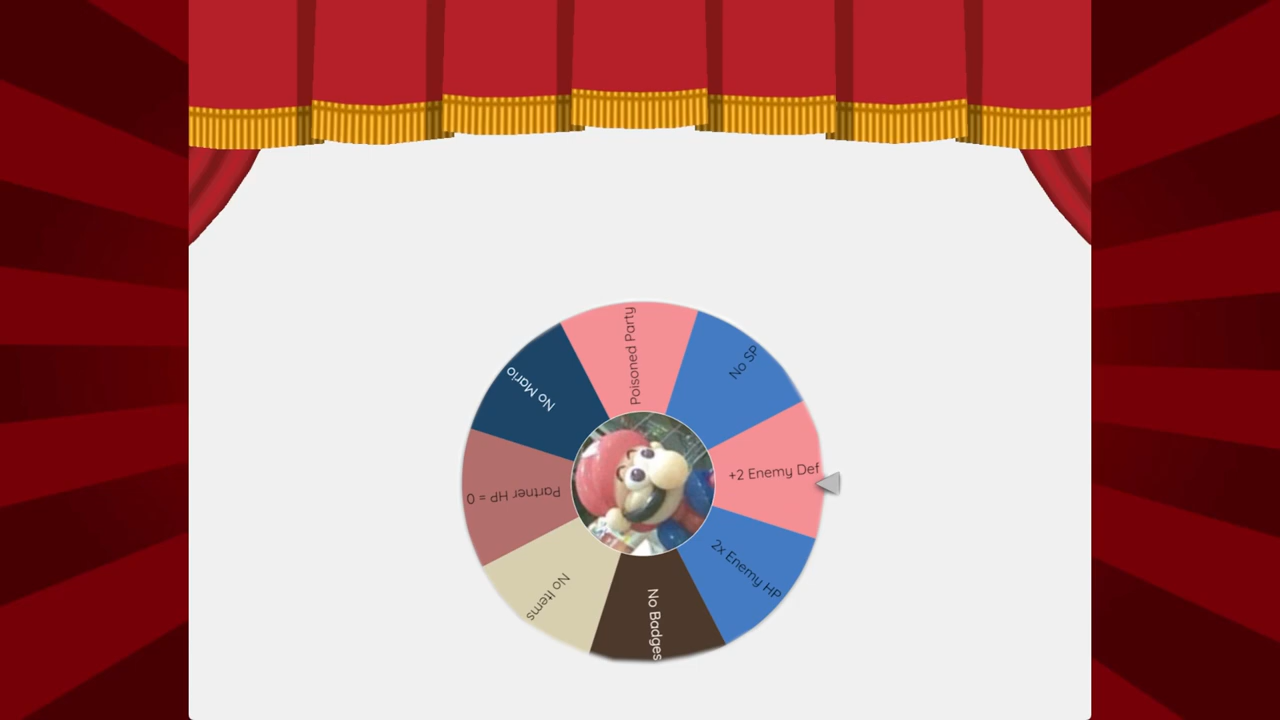 Poisoned Party
No SP
+2 Enemy Def
2x Enemy HP
No Badges
No Items
Partner HP = 0
No Mario